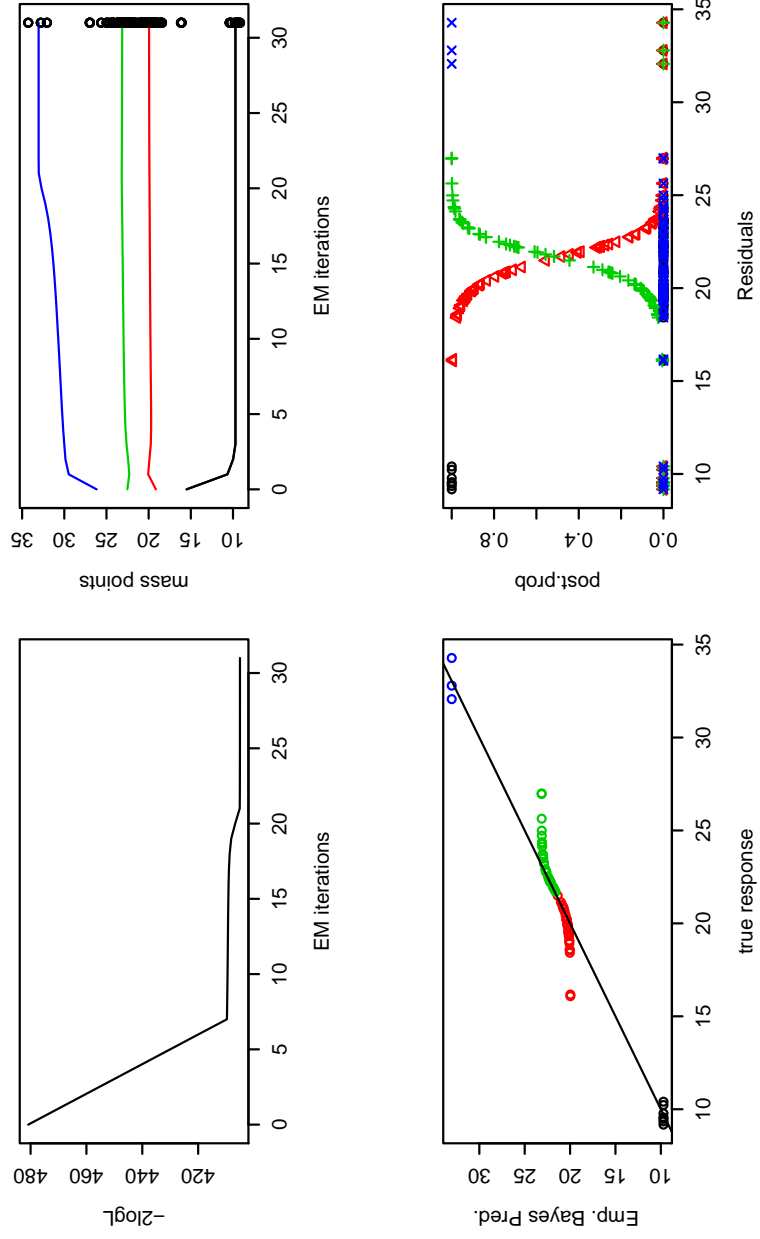 −2logL
480
460
440
420
0 5 10 15 20 25 30
EM iterations
mass points
35
30
20
10
0 5 10 15 20 25 30
EM iterations
Emp. Bayes Pred.
30
25
20
15
10
10 15 20 25 30 35
true response
post.prob
0.8
0.4
0.0
10 15 20 25 30 35
Residuals